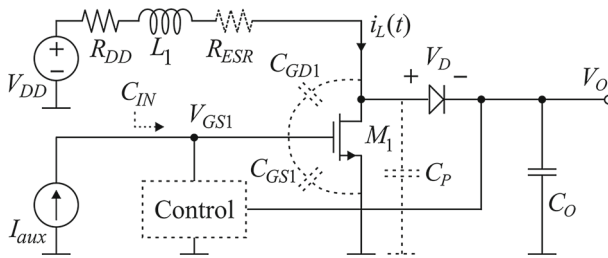 R_DD L_1 R_ESR i_L(t)
+
−
V_DD
C_GD1
+ V_D −
V_O
C_IN
V_GS1
M_1
C_GS1
C_P
C_O
I_aux
Control